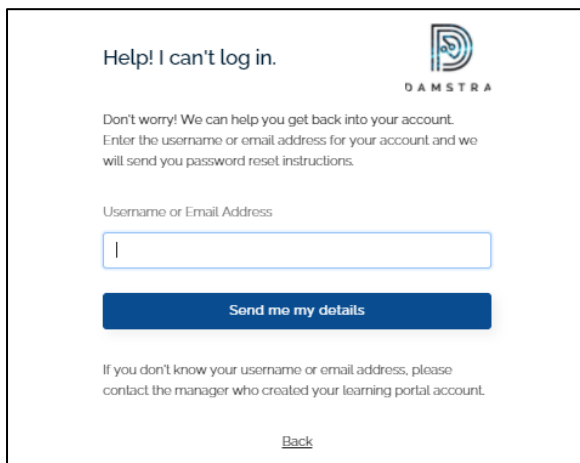 Help! I can't log in.
DAMSTRA
Don't worry! We can help you get back into your account.
Enter the username or email address for your account and we
will send you password reset instructions.
Username or Email Address
Send me my details
If you don't know your username or email address, please
contact the manager who created your learning portal account.
Back